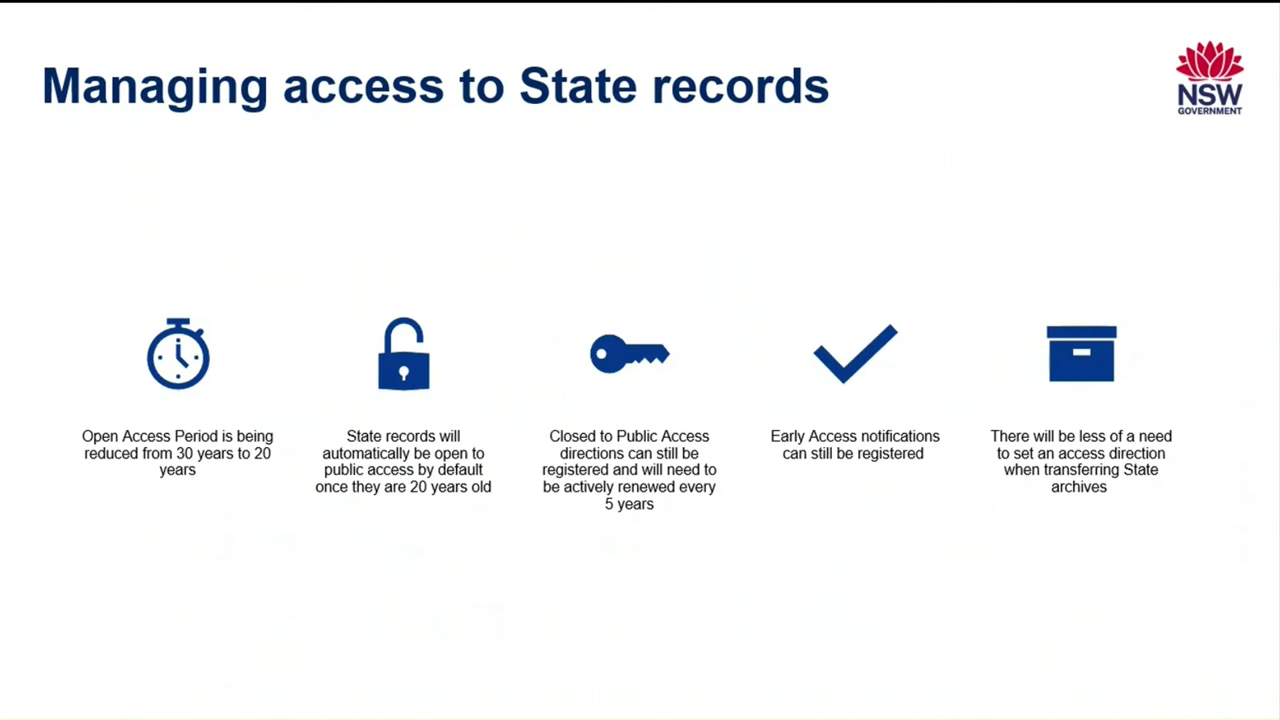 Managing access to State records
NSW
GOVERNMENT
Open Access Period is being
reduced from 30 years to 20
years
State records will
automatically be open to
public access by default
once they are 20 years old
Closed to Public Access
directions can still be
registered and will need to
be actively renewed every
5 years
Early Access notifications
can still be registered
There will be less of a need
to set an access direction
when transferring State
archives